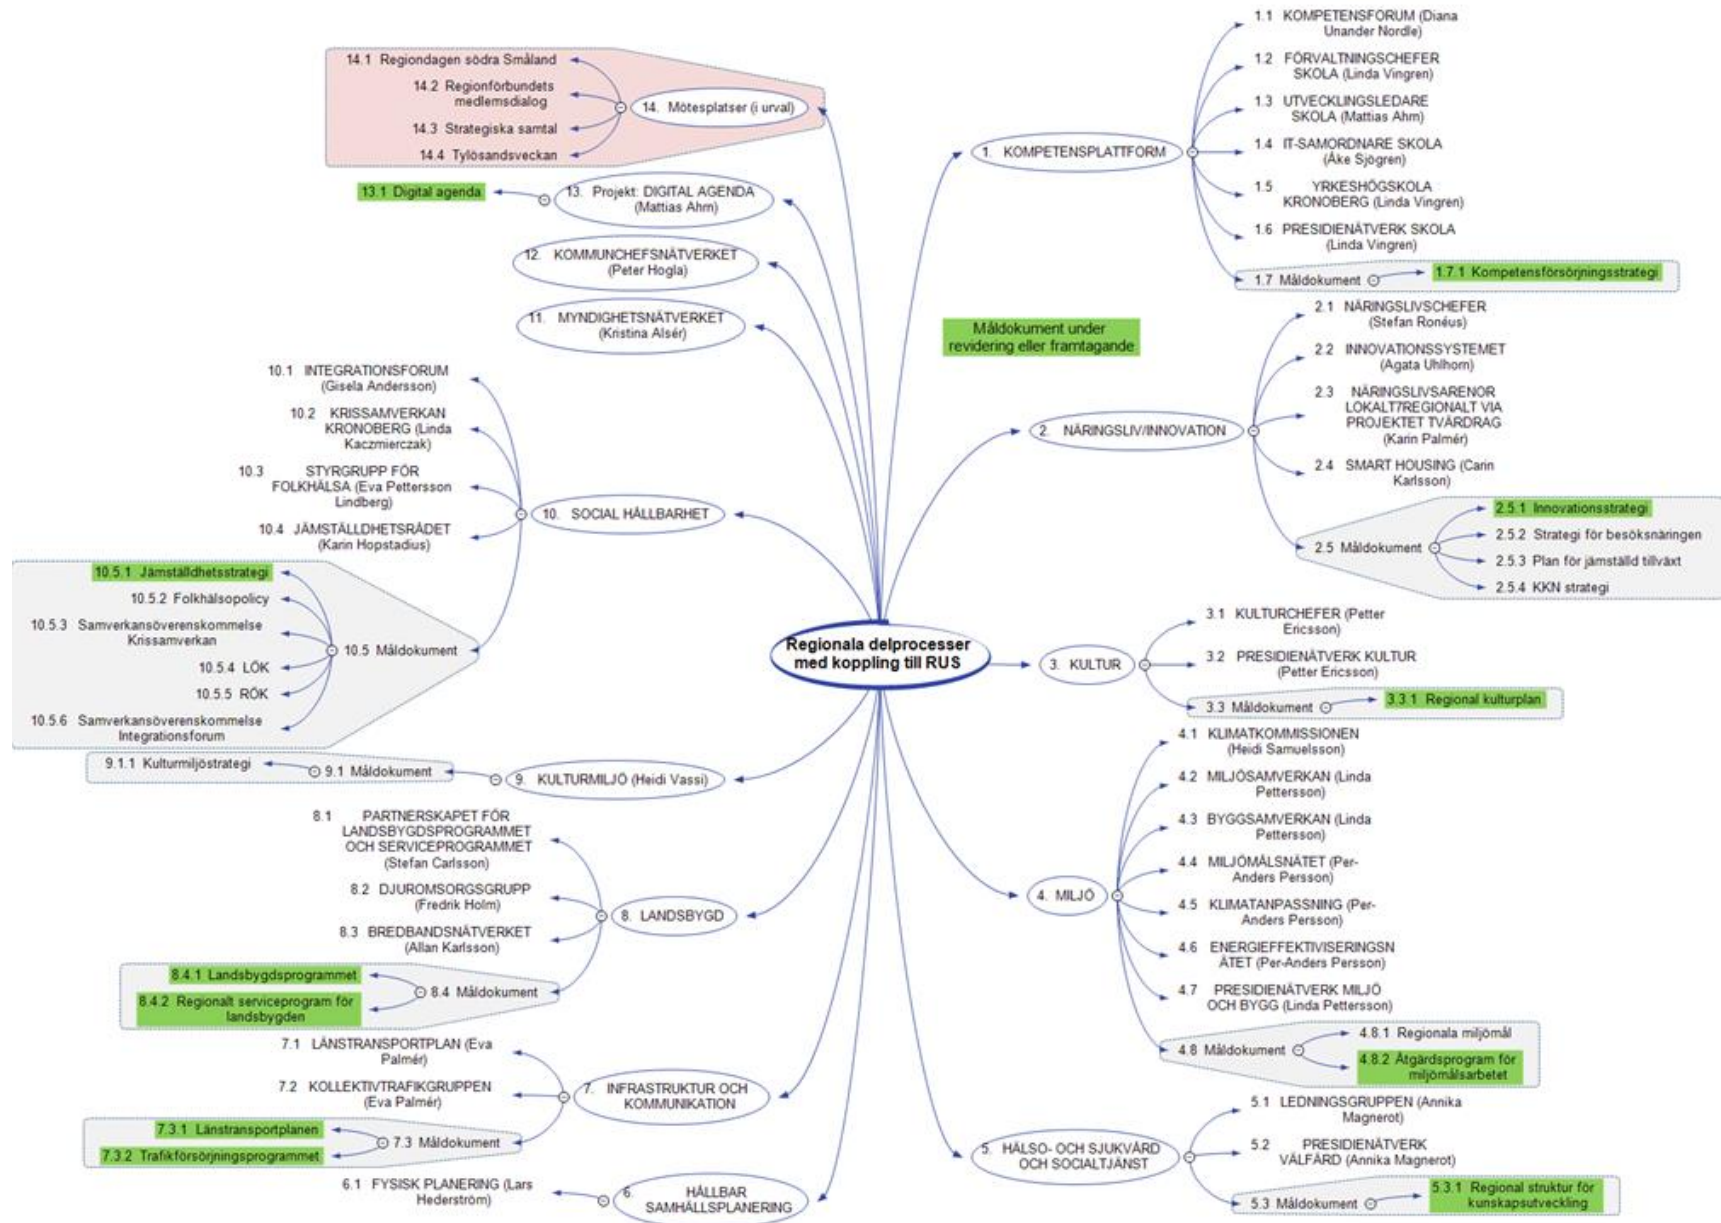 1.1 KOMPETENSFORUM (Diana
Unander Nordle)
1.2 FÖRVALTNINGSCHEFER
SKOLA (Linda Vingren)
1.3 UTVECKLINGSLEDARE
SKOLA (Mattias Ahrn)
1. KOMPETENSPLATTFORM
1.4 IT-SAMORDNARE SKOLA
(Åke Sjögren)
1.5 YRKESHÖGSKOLA
KRONOBERG (Linda Vingren)
1.6 PRESIDIENÄTVERK SKOLA
(Linda Vingren)
1.7 Måldokument
1.7.1 Kompetensförsörjningsstrategi
Måldokument under
revidering eller framtagande
2.1 NÄRINGSLIVSCHEFER
(Stefan Ronéus)
2.2 INNOVATIONSSYSTEMET
(Agata Uhlhorn)
2.3 NÄRINGSLIVSARENOR
LOKALT7REGIONALT VIA
PROJEKTET TVÄRDRAG
(Karin Palmér)
2. NÄRINGSLIV/INNOVATION
2.4 SMART HOUSING (Carin
Karlsson)
2.5 Måldokument
2.5.1 Innovationsstrategi
2.5.2 Strategi för besöksnäringen
2.5.3 Plan för jämställd tillväxt
2.5.4 KKN strategi
Regionala delprocesser
med koppling till RUS
3. KULTUR
3.1 KULTURCHEFER (Petter
Ericsson)
3.2 PRESIDIENÄTVERK KULTUR
(Petter Ericsson)
3.3 Måldokument
3.3.1 Regional kulturplan
4.1 KLIMATKOMMISSIONEN
(Heidi Samuelsson)
4.2 MILJÖSAMVERKAN (Linda
Pettersson)
4.3 BYGGSAMVERKAN (Linda
Pettersson)
4.4 MILJÖMÅLSNÄTET (Per-
Anders Persson)
4. MILJÖ
4.5 KLIMATANPASSNING (Per-
Anders Persson)
4.6 ENERGIEFFEKTIVISERINGSN
ÄTET (Per-Anders Persson)
4.7 PRESIDIENÄTVERK MILJÖ
OCH BYGG (Linda Pettersson)
4.8 Måldokument
4.8.1 Regionala miljömål
4.8.2 Åtgärdsprogram för
miljömålsarbetet
5. HÄLSO- OCH SJUKVÅRD
OCH SOCIALTJÄNST
5.1 LEDNINGSGRUPPEN (Annika
Magnerot)
5.2 PRESIDIENÄTVERK
VÄLFÄRD (Annika Magnerot)
5.3 Måldokument
5.3.1 Regional struktur för
kunskapsutveckling
6. HÅLLBAR
SAMHÄLLSPLANERING
6.1 FYSISK PLANERING (Lars
Hederström)
7. INFRASTRUKTUR OCH
KOMMUNIKATION
7.1 LÄNSTRANSPORTPLAN (Eva
Palmér)
7.2 KOLLEKTIVTRAFIKGRUPPEN
(Eva Palmér)
7.3 Måldokument
7.3.1 Länstransportplanen
7.3.2 Trafikförsörjningsprogrammet
8. LANDSBYGD
8.1 PARTNERSKAPET FÖR
LANDSBYGDSPROGRAMMET
OCH SERVICEPROGRAMMET
(Stefan Carlsson)
8.2 DJUROMSORGSGRUPP
(Fredrik Holm)
8.3 BREDBANDSNÄTVERKET
(Allan Karlsson)
8.4 Måldokument
8.4.1 Landsbygdsprogrammet
8.4.2 Regionalt serviceprogram för
landsbygden
9. KULTURMILJÖ (Heidi Vassi)
9.1 Måldokument
9.1.1 Kulturmiljöstrategi
10. SOCIAL HÅLLBARHET
10.1 INTEGRATIONSFORUM
(Gisela Andersson)
10.2 KRISSAMVERKAN
KRONOBERG (Linda
Kaczmierczak)
10.3 STYRGRUPP FÖR
FOLKHÄLSA (Eva Pettersson
Lindberg)
10.4 JÄMSTÄLLDHETSRÅDET
(Karin Hopstadius)
10.5 Måldokument
10.5.1 Jämställdhetsstrategi
10.5.2 Folkhälsopolicy
10.5.3 Samverkansöverenskommelse
Krissamverkan
10.5.4 LÖK
10.5.5 RÖK
10.5.6 Samverkansöverenskommelse
Integrationsforum
11. MYNDIGHETSNÄTVERKET
(Kristina Alsér)
12. KOMMUNCHEFSNÄTVERKET
(Peter Hogla)
13. Projekt: DIGITAL AGENDA
(Mattias Ahrn)
13.1 Digital agenda
14. Mötesplatser (i urval)
14.1 Regiondagen södra Småland
14.2 Regionförbundets
medlemsdialog
14.3 Strategiska samtal
14.4 Tylösandsveckan